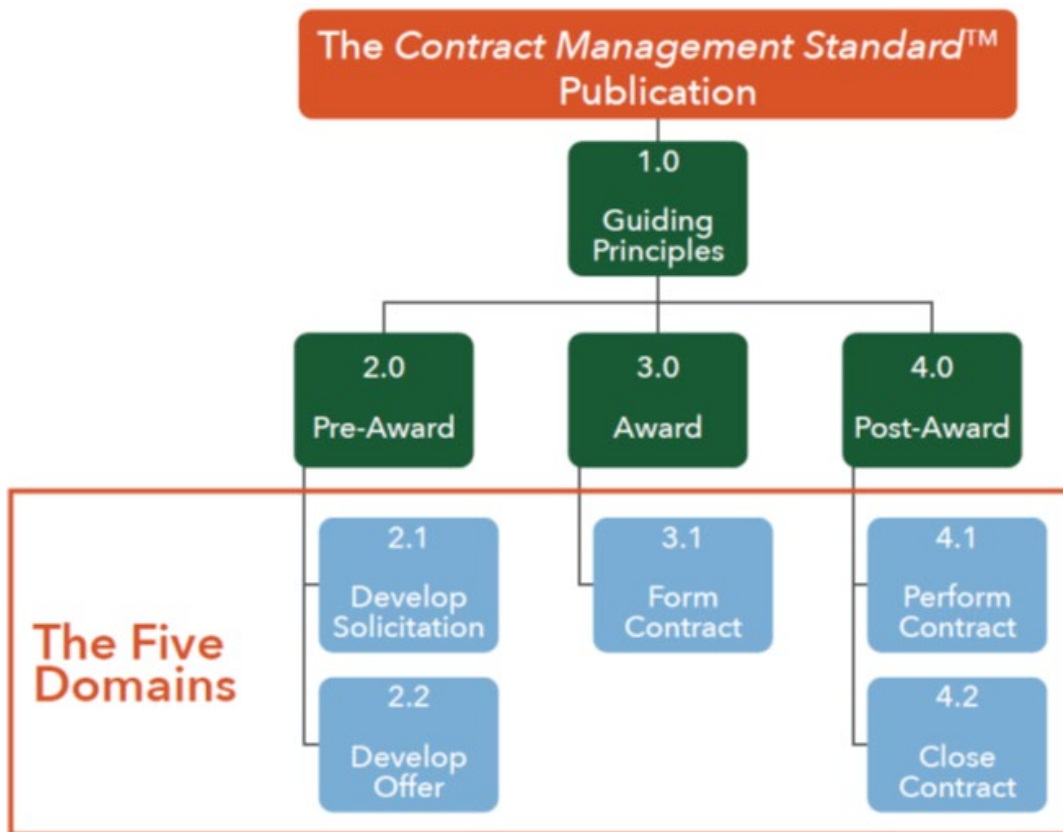 The Contract Management Standard™
Publication
1.0
Guiding
Principles
2.0
Pre-Award
3.0
Award
4.0
Post-Award
The Five
Domains
2.1
Develop
Solicitation
2.2
Develop
Offer
3.1
Form
Contract
4.1
Perform
Contract
4.2
Close
Contract